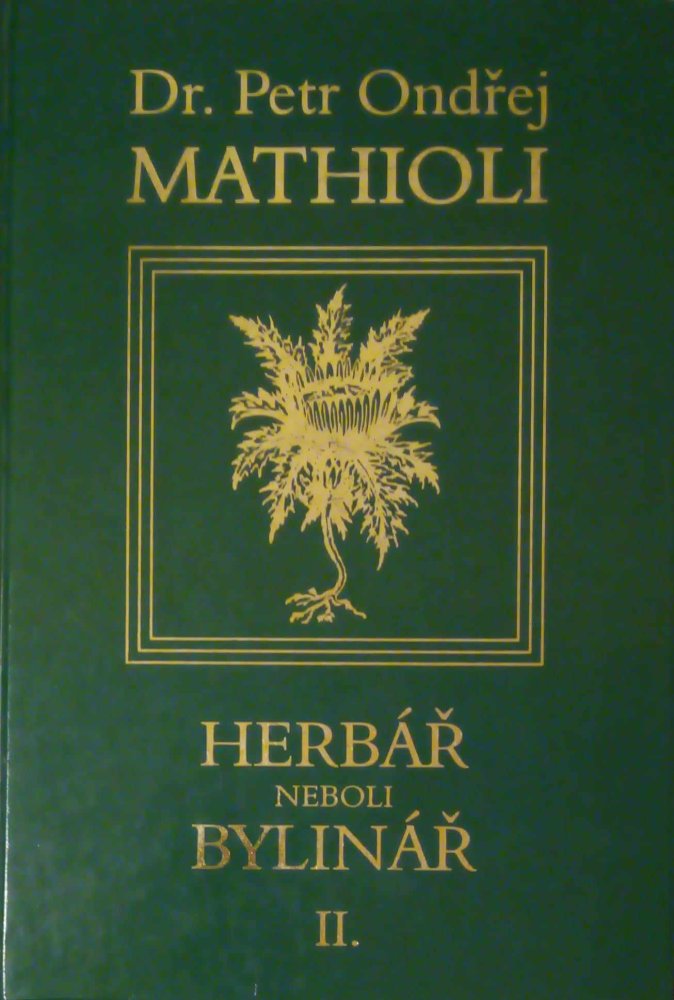 Dr. Petr Ondřej
MATHIOLI
HERBÁŘ
NEBOLI
BYLINÁŘ
II.